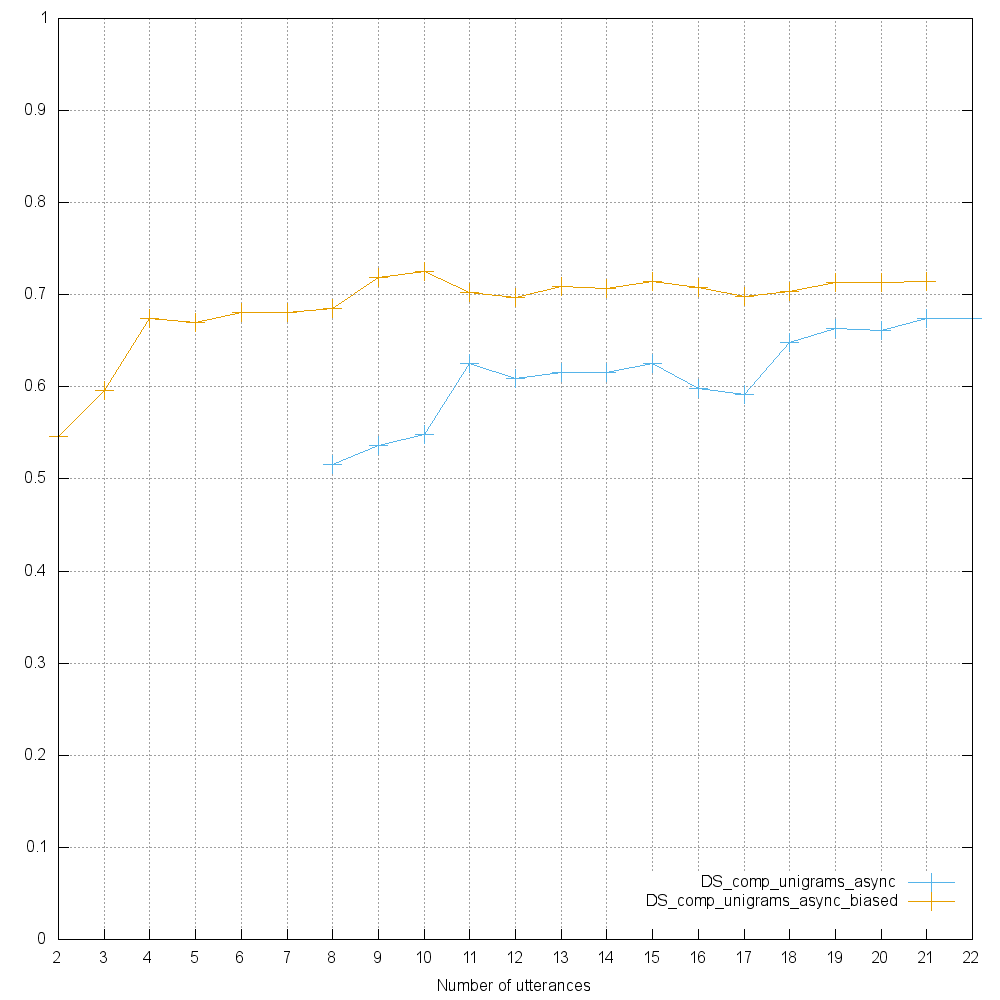 1
0.9
0.8
0.7
0.6
0.5
0.4
0.3
0.2
0.1
0
DS_comp_unigrams_async
DS_comp_unigrams_async_biased
2 3 4 5 6 7 8 9 10 11 12 13 14 15 16 17 18 19 20 21 22
Number of utterances